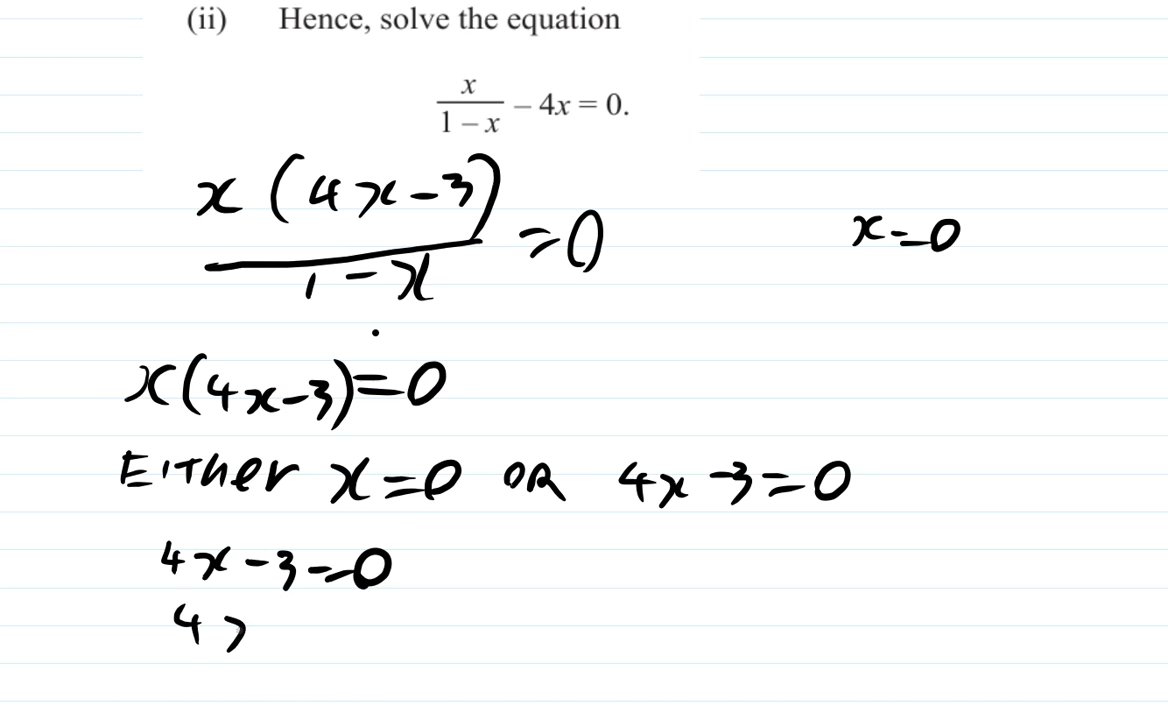 (ii) Hence, solve the equation
x/(1 – x) – 4x = 0.
x(4x-3)/(1-x) = 0
x=0
x(4x-3)=0
EITher x=0 OR 4x-3=0
4x-3=0
4